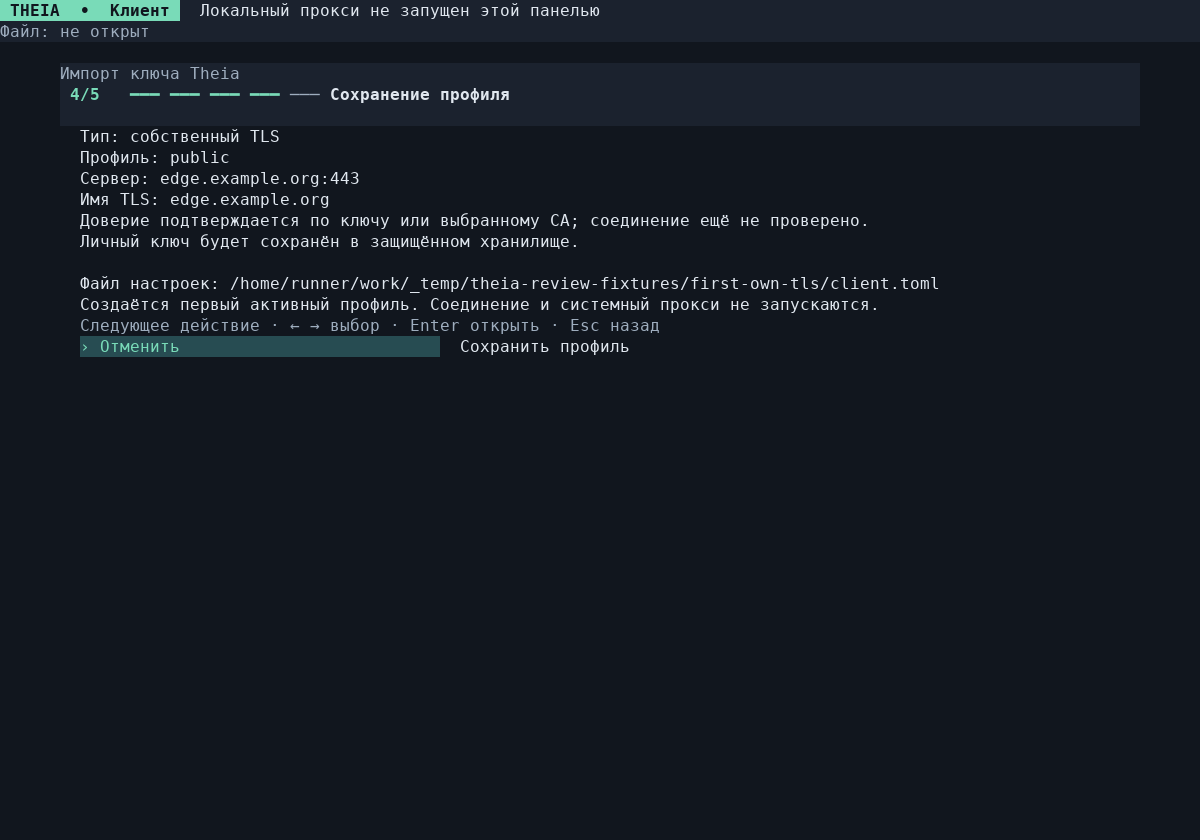 THEIA • Клиент Локальный прокси не запущен этой панелью
Файл: не открыт
Импорт ключа Theia
4/5 ━━━ ━━━ ━━━ ━━━ ─── Сохранение профиля
Тип: собственный TLS
Профиль: public
Сервер: edge.example.org:443
Имя TLS: edge.example.org
Доверие подтверждается по ключу или выбранному CA; соединение ещё не проверено.
Личный ключ будет сохранён в защищённом хранилище.
Файл настроек: /home/runner/work/_temp/theia-review-fixtures/first-own-tls/client.toml
Создаётся первый активный профиль. Соединение и системный прокси не запускаются.
Следующее действие · ← → выбор · Enter открыть · Esc назад
› Отменить Сохранить профиль